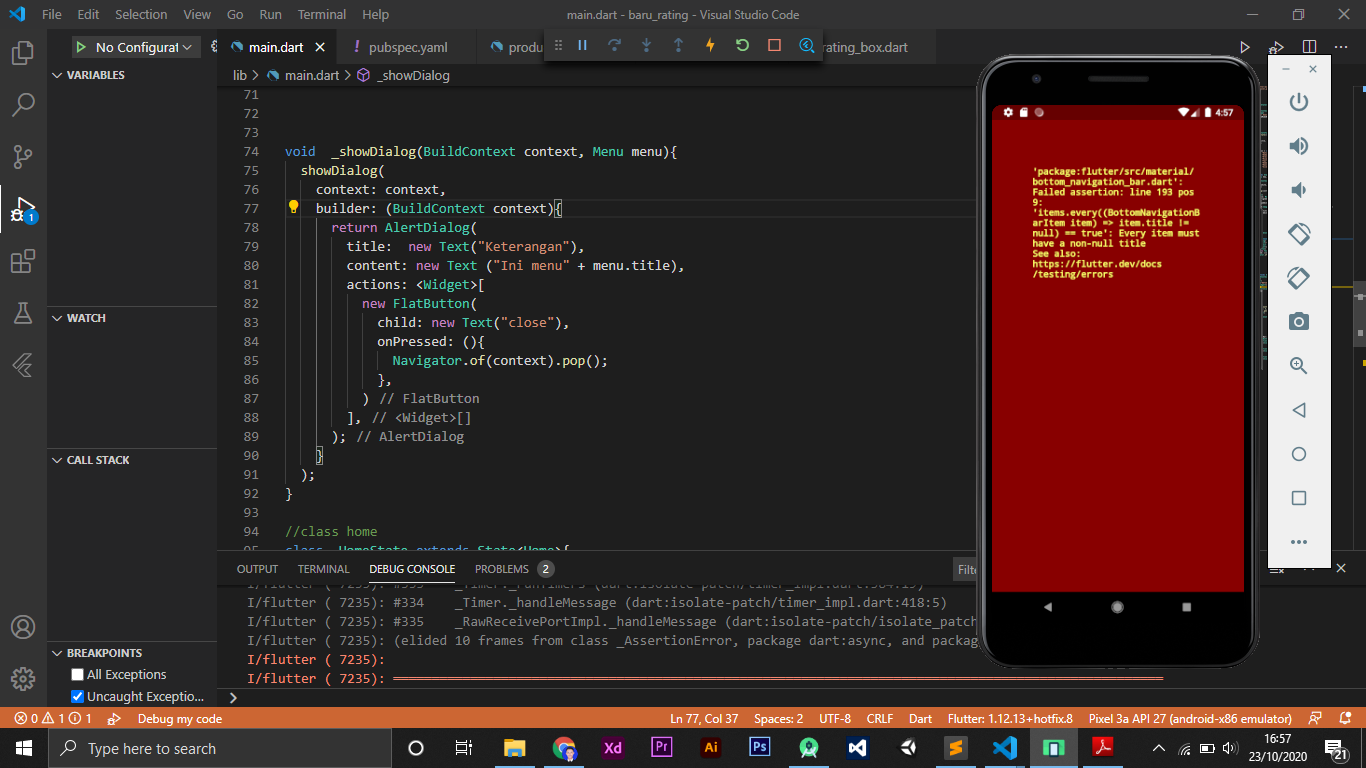 File Edit Selection View Go Run Terminal Help main.dart - baru_rating - Visual Studio Code
No Configurat main.dart pubspec.yaml produ rating_box.dart
VARIABLES
lib > main.dart > _showDialog
71
72
73
74 void _showDialog(BuildContext context, Menu menu){
75 showDialog(
76 context: context,
77 builder: (BuildContext context){
78 return AlertDialog(
79 title: new Text("Keterangan"),
80 content: new Text ("Ini menu" + menu.title),
81 actions: <Widget>[
82 new FlatButton(
83 child: new Text("close"),
84 onPressed: (){
85 Navigator.of(context).pop();
86 },
87 ) // FlatButton
88 ], // <Widget>[]
89 ); // AlertDialog
90 }
91 );
92 }
93
94 //class home
95 class _HomeState extends State<Home>{
WATCH
CALL STACK
BREAKPOINTS
All Exceptions
Uncaught Exceptio...
1
OUTPUT TERMINAL DEBUG CONSOLE PROBLEMS 2 Filte
I/flutter ( 7235): #333 _Timer._runTimers (dart:isolate-patch/timer_impl.dart:384:19)
I/flutter ( 7235): #334 _Timer._handleMessage (dart:isolate-patch/timer_impl.dart:418:5)
I/flutter ( 7235): #335 _RawReceivePortImpl._handleMessage (dart:isolate-patch/isolate_patch
I/flutter ( 7235): (elided 10 frames from class _AssertionError, package dart:async, and packag
I/flutter ( 7235):
I/flutter ( 7235): ════════════════════════════════════════
4:57
'package:flutter/src/material/
bottom_navigation_bar.dart':
Failed assertion: line 193 pos
9:
'items.every((BottomNavigationB
arItem item) => item.title !=
null) == true': Every item must
have a non-null title
See also:
https://flutter.dev/docs
/testing/errors
0 1 1 Debug my code Ln 77, Col 37 Spaces: 2 UTF-8 CRLF Dart Flutter: 1.12.13+hotfix.8 Pixel 3a API 27 (android-x86 emulator)
Type here to search
Xd Pr Ai Ps
16:57
23/10/2020
21